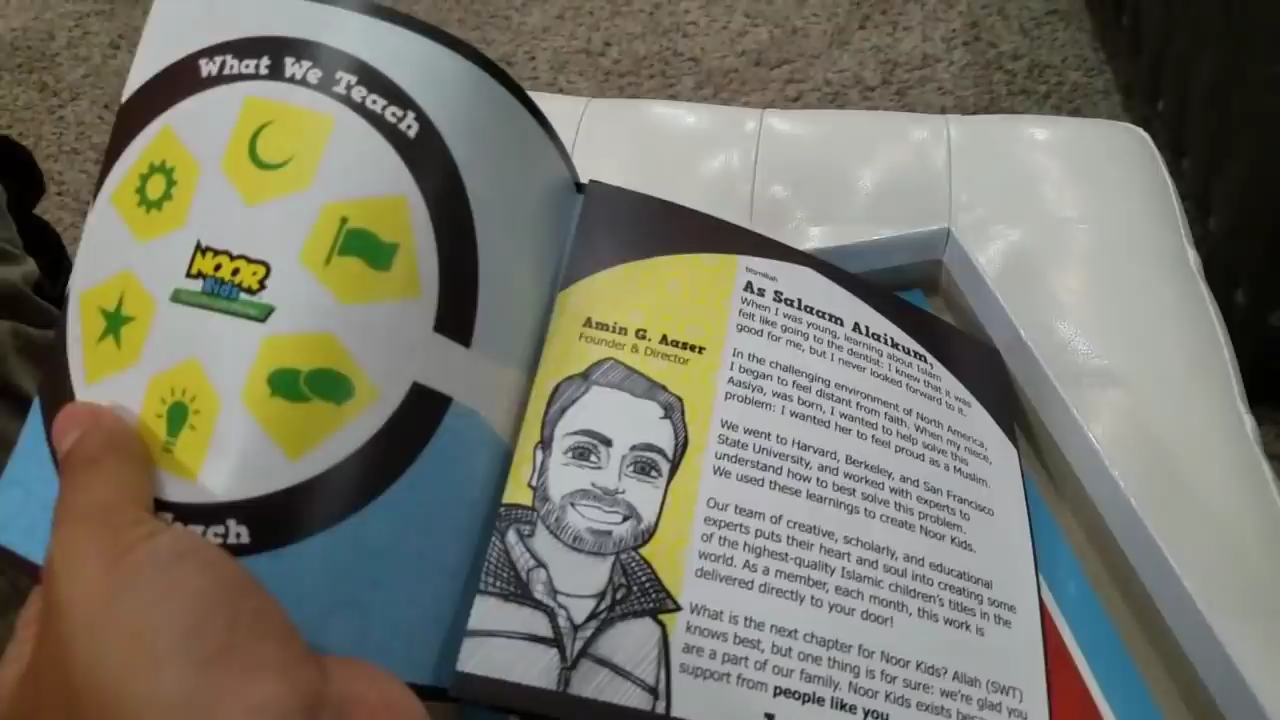 What We Teach
NOOR
Kids
Amin G. Aaser
Founder & Director
bismillah
As Salaam Alaikum,
When I was young, learning about Islam
felt like going to the dentist: I knew that it was
good for me, but I never looked forward to it.
In the challenging environment of North America,
I began to feel distant from faith. When my niece,
Aasiya, was born, I wanted to help solve this
problem: I wanted her to feel proud as a Muslim.
We went to Harvard, Berkeley, and San Francisco
State University, and worked with experts to
understand how to best solve this problem.
We used these learnings to create Noor Kids.
Our team of creative, scholarly, and educational
experts puts their heart and soul into creating some
of the highest-quality Islamic children's titles in the
world. As a member, each month, this work is
delivered directly to your door!
What is the next chapter for Noor Kids? Allah (SWT)
knows best, but one thing is for sure: we're glad you
are a part of our family. Noor Kids exists
support from people like you